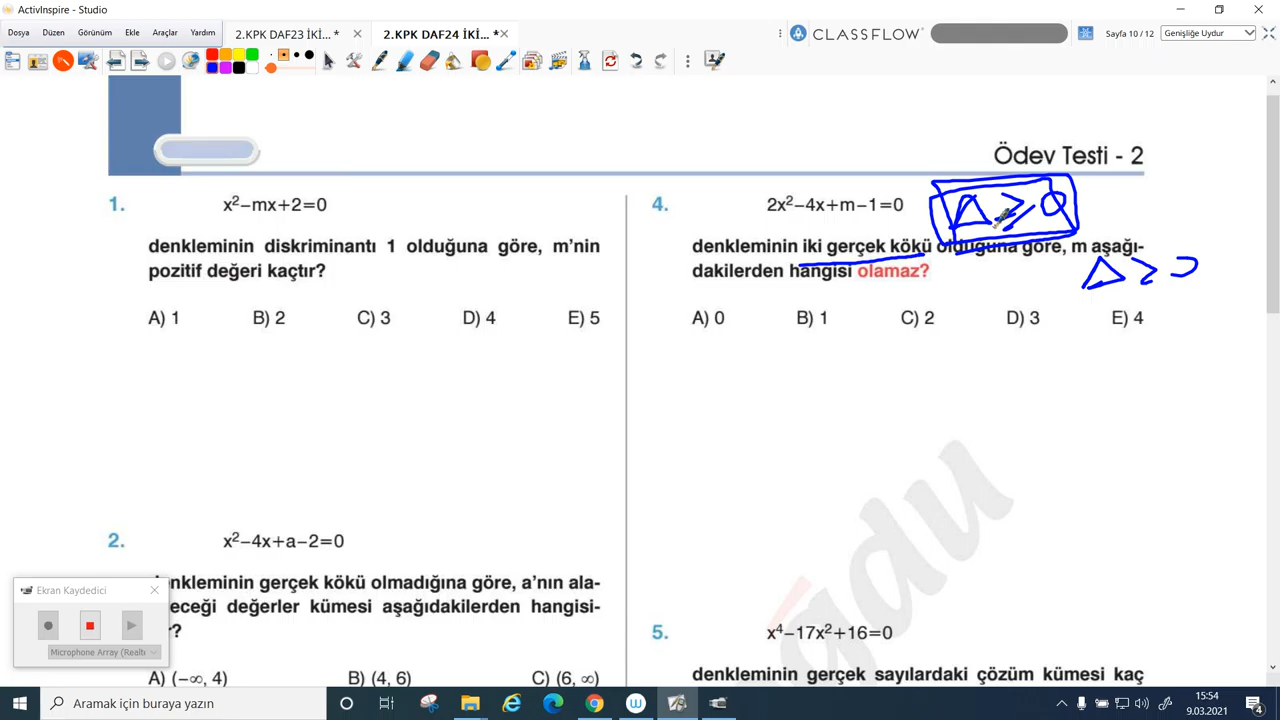 ActivInspire - Studio
Dosya Düzen Görünüm Ekle Araçlar Yardım
2.KPK DAF23 İKİ... *
2.KPK DAF24 İKİ... *
CLASSFLOW
Sayfa 10 / 12
Genişliğe Uydur
Ödev Testi - 2
1. x²−mx+2=0
denkleminin diskriminantı 1 olduğuna göre, m'nin
pozitif değeri kaçtır?
A) 1 B) 2 C) 3 D) 4 E) 5
2. x²−4x+a−2=0
denkleminin gerçek kökü olmadığına göre, a'nın ala-
eceği değerler kümesi aşağıdakilerden hangisi-
r?
A) (−∞, 4) B) (4, 6) C) (6, ∞)
4. 2x²−4x+m−1=0
Δ ≥ 0
denkleminin iki gerçek kökü olduğuna göre, m aşağı-
dakilerden hangisi olamaz?
Δ >
A) 0 B) 1 C) 2 D) 3 E) 4
5. x⁴−17x²+16=0
denkleminin gerçek sayılardaki çözüm kümesi kaç
Ekran Kaydedici
Microphone Array (Realte
Aramak için buraya yazın
15:54
9.03.2021
4